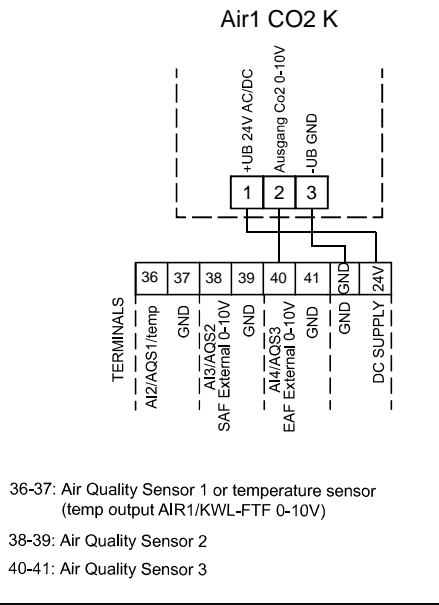 Air1 CO2 K
+UB 24V AC/DC
Ausgang Co2 0-10V
-UB GND
1 2 3
36 37 38 39 40 41 GND 24V
TERMINALS
AI2/AQS1/temp
GND
AI3/AQS2
SAF External 0-10V
GND
AI4/AQS3
EAF External 0-10V
GND
GND
DC SUPPLY
36-37: Air Quality Sensor 1 or temperature sensor
(temp output AIR1/KWL-FTF 0-10V)
38-39: Air Quality Sensor 2
40-41: Air Quality Sensor 3